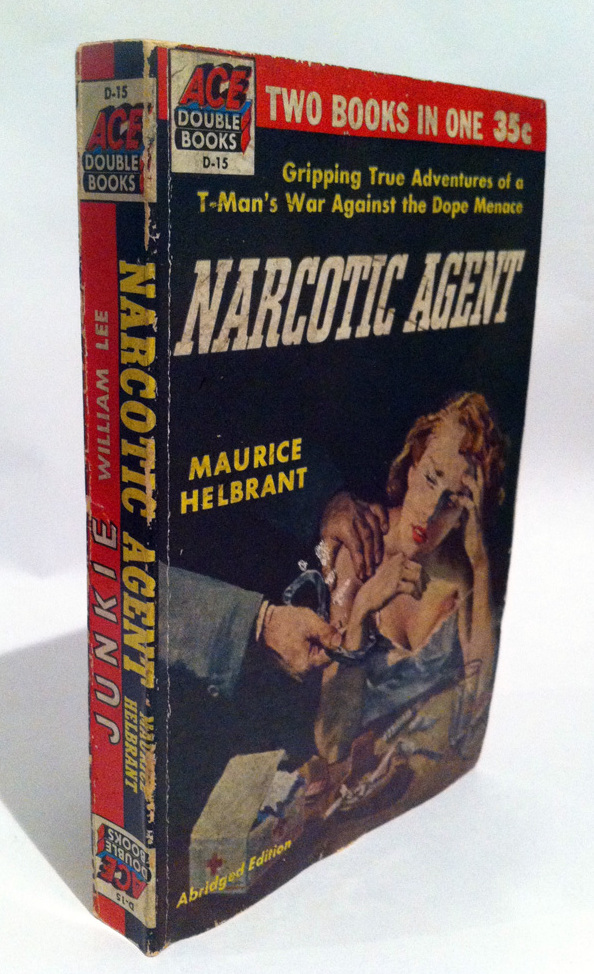 D-15
ACE
DOUBLE
BOOKS
WILLIAM LEE
JUNKIE
NARCOTIC AGENT
MAURICE
HELBRANT
ACE
DOUBLE
BOOKS
D-15
ACE
DOUBLE
BOOKS
D-15
TWO BOOKS IN ONE 35c
Gripping True Adventures of a
T-Man's War Against the Dope Menace
NARCOTIC AGENT
MAURICE
HELBRANT
Abridged Edition